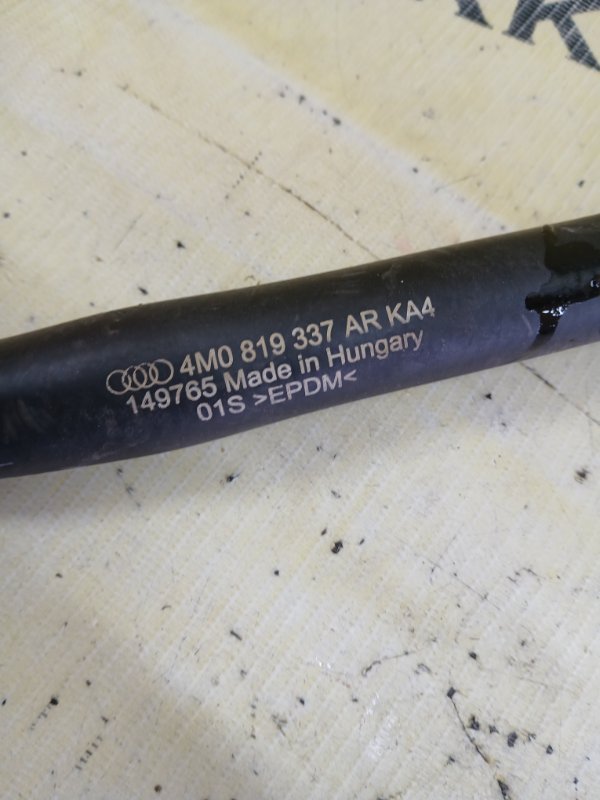 4M0 819 337 AR KA4
149765 Made in Hungary
01S >EPDM<